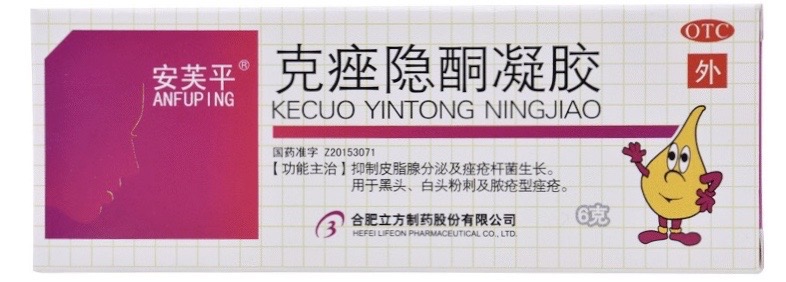 安芙平®
ANFUPING
克痤隐酮凝胶
KECUO YINTONG NINGJIAO
OTC
外
国药准字 Z20153071
【功能主治】抑制皮脂腺分泌及痤疮杆菌生长。
用于黑头、白头粉刺及脓疮型痤疮。
合肥立方制药股份有限公司
HEFEI LIFEON PHARMACEUTICAL CO., LTD.
6克